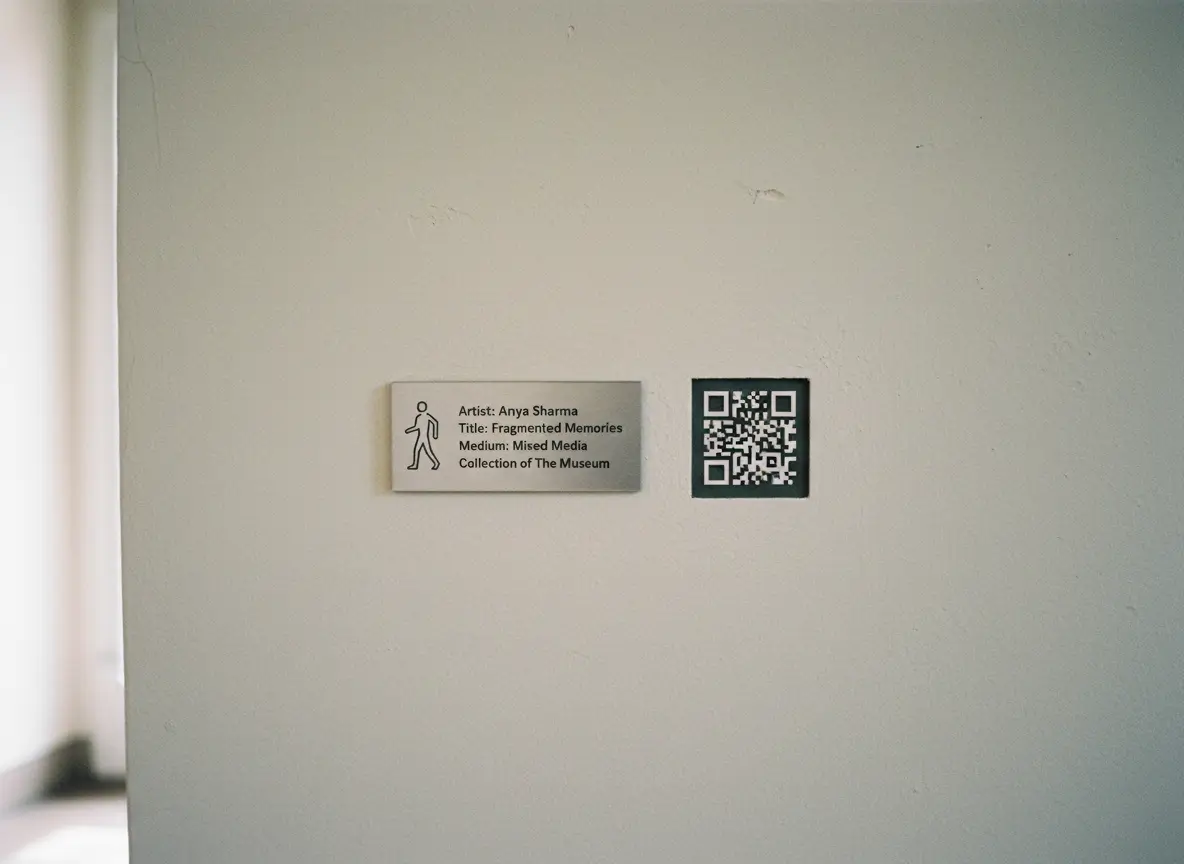 Artist: Anya Sharma
Title: Fragmented Memories
Medium: Mised Media
Collection of The Museum